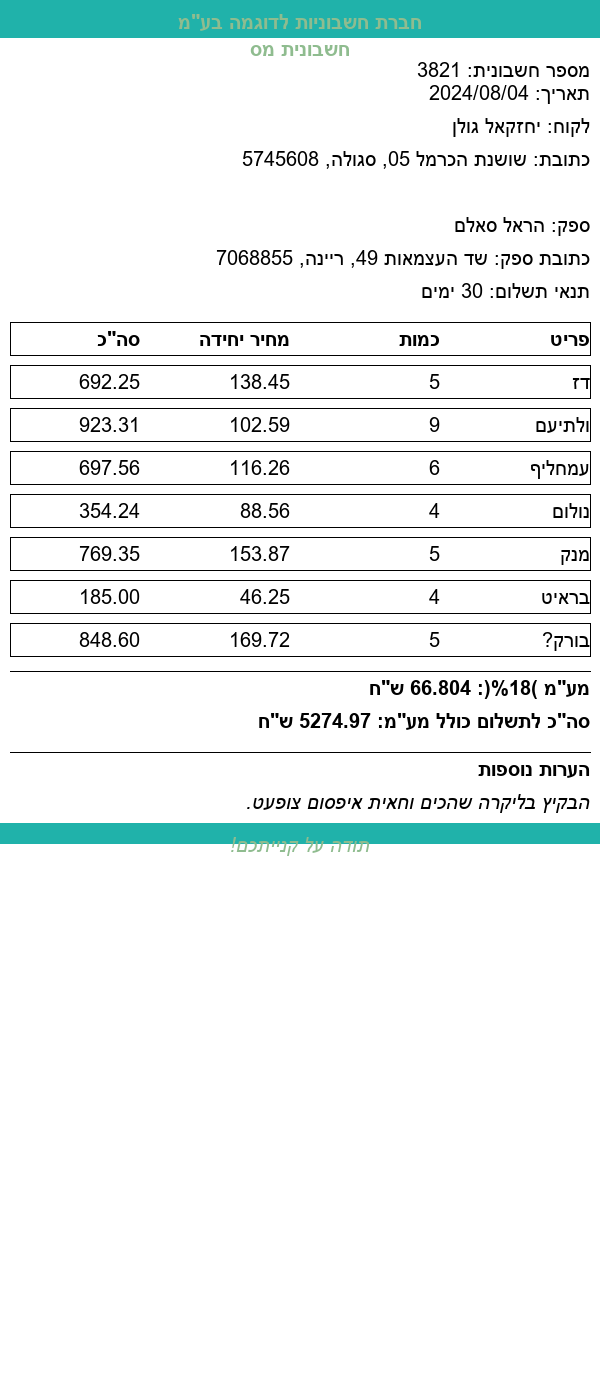 חברת חשבוניות לדוגמה בע"מ
חשבונית מס
מספר חשבונית: 3821
תאריך: 2024/08/04
לקוח: יחזקאל גולן
כתובת: שושנת הכרמל 05, סגולה, 5745608
ספק: הראל סאלם
כתובת ספק: שד העצמאות 49, ריינה, 7068855
תנאי תשלום: 30 ימים
פריט כמות מחיר יחידה סה"כ
דז 5 138.45 692.25
ולתיעם 9 102.59 923.31
עמחליף 6 116.26 697.56
נולום 4 88.56 354.24
מנק 5 153.87 769.35
בראיט 4 46.25 185.00
בורק? 5 169.72 848.60
מע"מ )18%(: 66.804 ש"ח
סה"כ לתשלום כולל מע"מ: 5274.97 ש"ח
הערות נוספות
הבקיץ בליקרה שהכים וחאית איפסום צופעט.
תודה על קנייתכם!